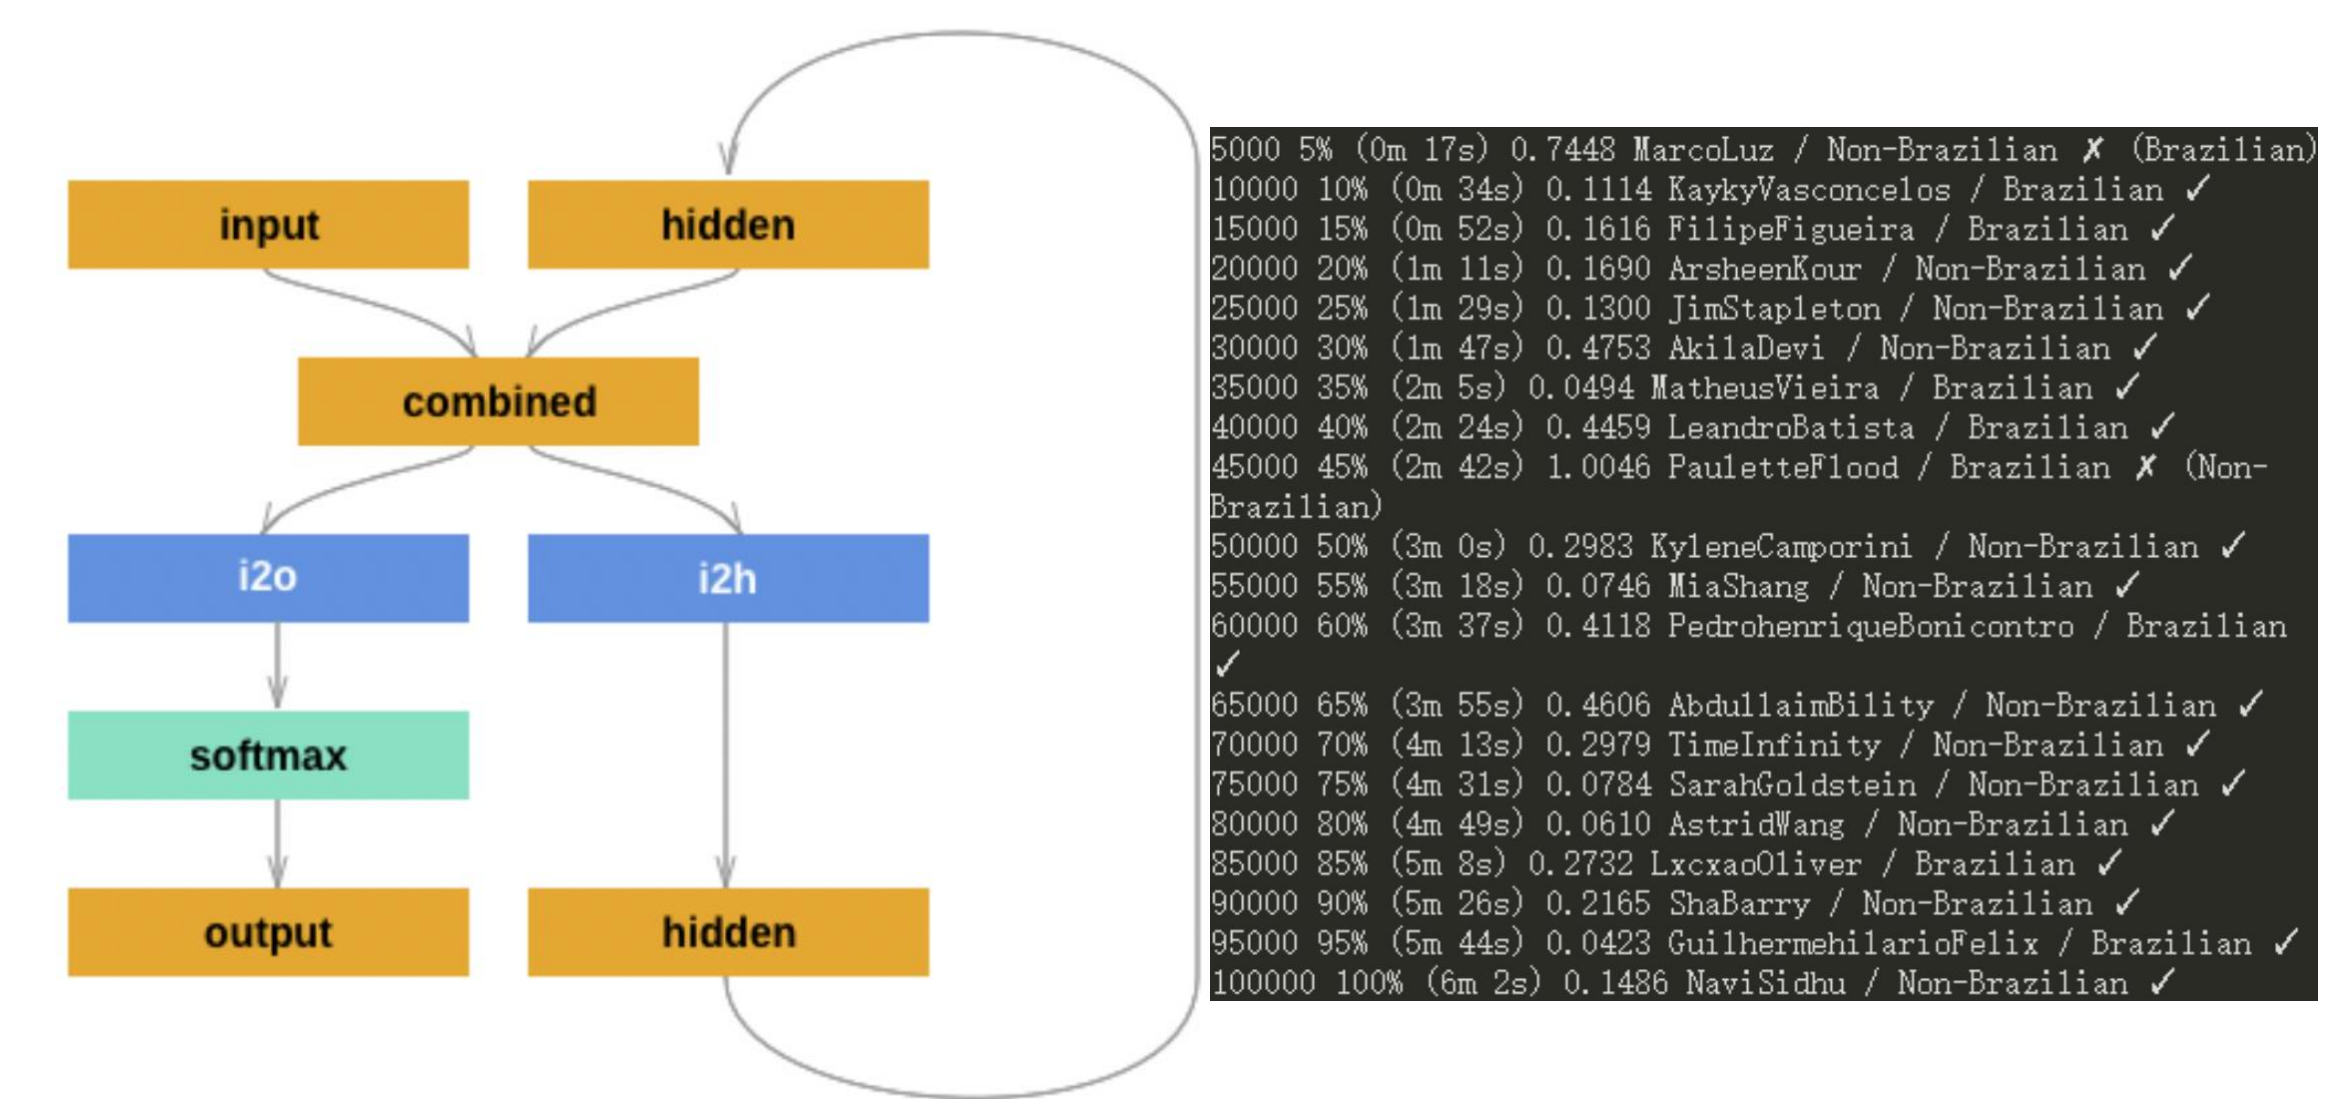 input
hidden
combined
i2o
i2h
softmax
output
hidden
5000 5% (0m 17s) 0.7448 MarcoLuz / Non-Brazilian ✗ (Brazilian)
10000 10% (0m 34s) 0.1114 KaykyVasconcelos / Brazilian ✓
15000 15% (0m 52s) 0.1616 FilipeFigueira / Brazilian ✓
20000 20% (1m 11s) 0.1690 ArsheenKour / Non-Brazilian ✓
25000 25% (1m 29s) 0.1300 JimStapleton / Non-Brazilian ✓
30000 30% (1m 47s) 0.4753 AkilaDevi / Non-Brazilian ✓
35000 35% (2m 5s) 0.0494 MatheusVieira / Brazilian ✓
40000 40% (2m 24s) 0.4459 LeandroBatista / Brazilian ✓
45000 45% (2m 42s) 1.0046 PauletteFlood / Brazilian ✗ (Non-
Brazilian)
50000 50% (3m 0s) 0.2983 KyleneCamporini / Non-Brazilian ✓
55000 55% (3m 18s) 0.0746 MiaShang / Non-Brazilian ✓
60000 60% (3m 37s) 0.4118 PedrohenriqueBonicontro / Brazilian
✓
65000 65% (3m 55s) 0.4606 AbdullaimBility / Non-Brazilian ✓
70000 70% (4m 13s) 0.2979 TimeInfinity / Non-Brazilian ✓
75000 75% (4m 31s) 0.0784 SarahGoldstein / Non-Brazilian ✓
80000 80% (4m 49s) 0.0610 AstridWang / Non-Brazilian ✓
85000 85% (5m 8s) 0.2732 LxcxaoOliver / Brazilian ✓
90000 90% (5m 26s) 0.2165 ShaBarry / Non-Brazilian ✓
95000 95% (5m 44s) 0.0423 GuilhermehilarioFelix / Brazilian ✓
100000 100% (6m 2s) 0.1486 NaviSidhu / Non-Brazilian ✓